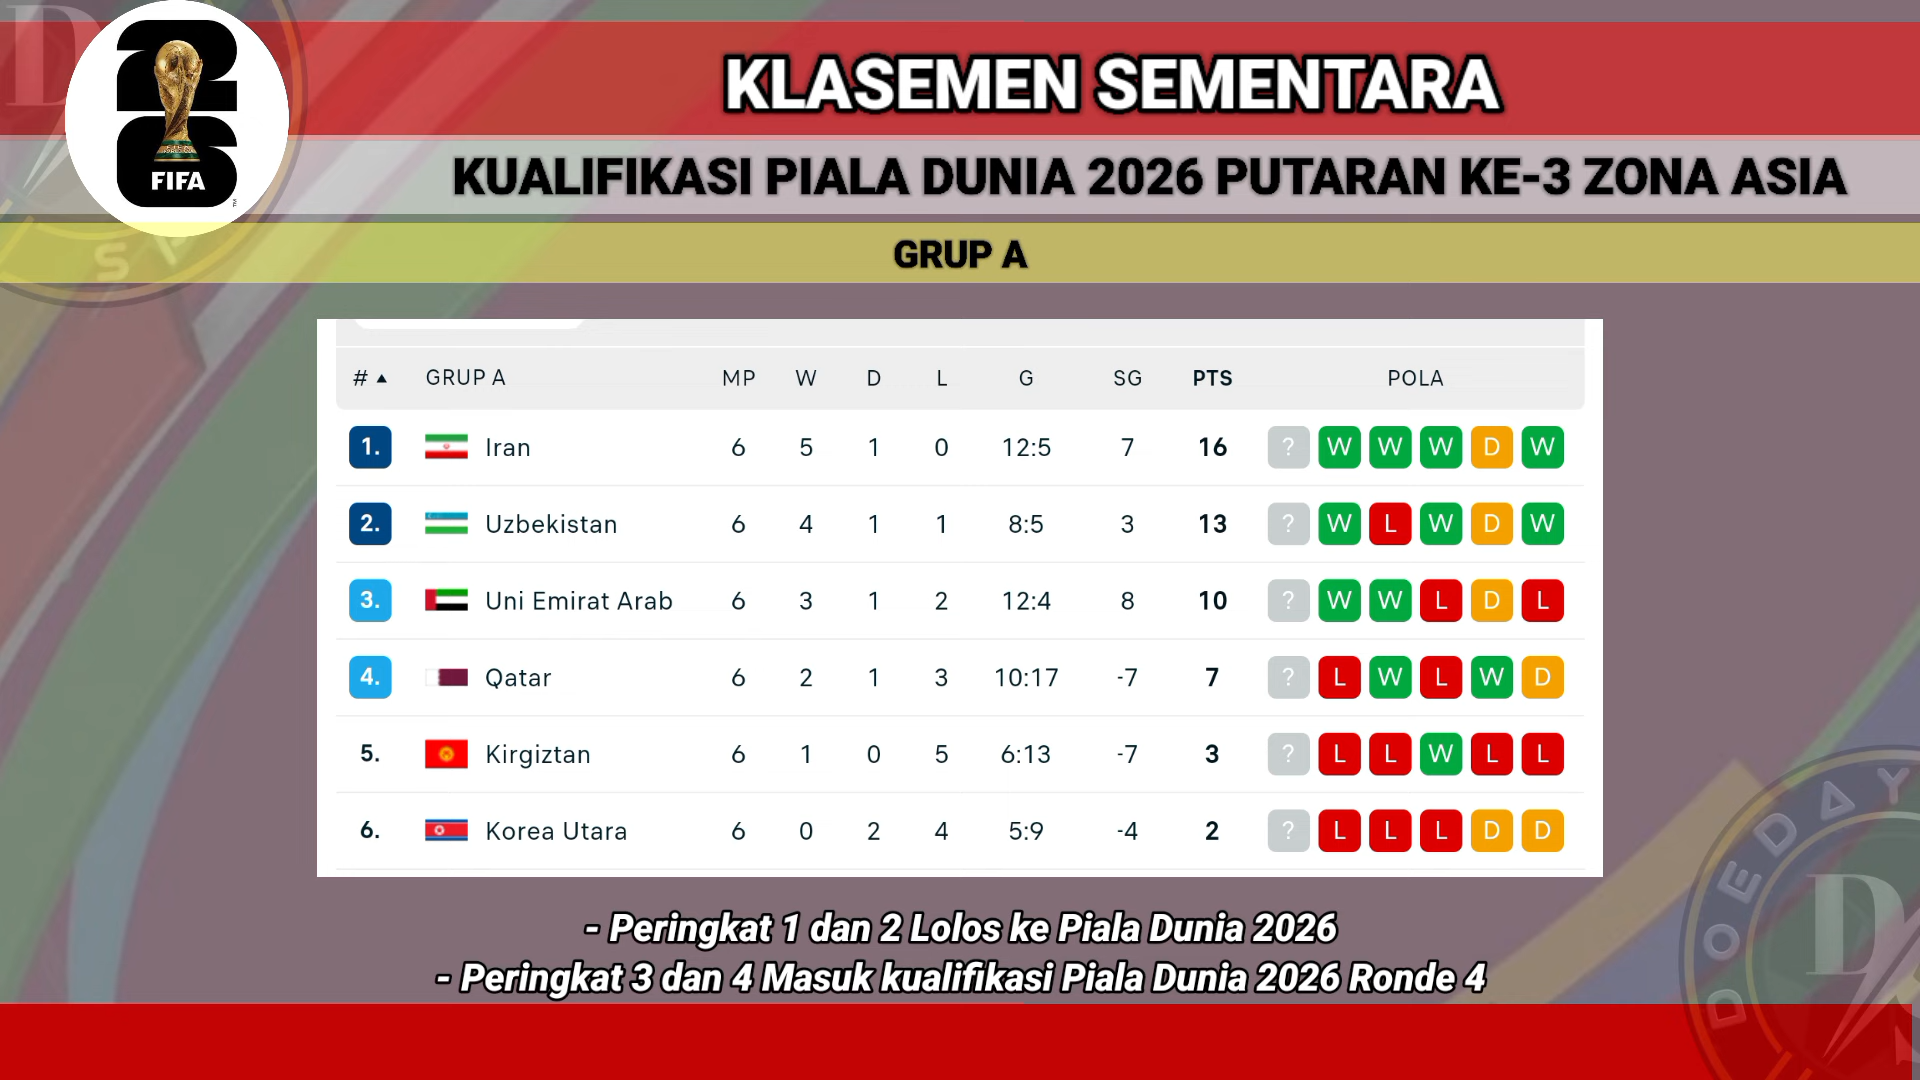 KLASEMEN SEMENTARA
KUALIFIKASI PIALA DUNIA 2026 PUTARAN KE-3 ZONA ASIA
FIFA
GRUP A
# ▲ GRUP A MP W D L G SG PTS POLA
1. Iran 6 5 1 0 12:5 7 16 ? W W W D W
2. Uzbekistan 6 4 1 1 8:5 3 13 ? W L W D W
3. Uni Emirat Arab 6 3 1 2 12:4 8 10 ? W W L D L
4. Qatar 6 2 1 3 10:17 -7 7 ? L W L W D
5. Kirgiztan 6 1 0 5 6:13 -7 3 ? L L W L L
6. Korea Utara 6 0 2 4 5:9 -4 2 ? L L L D D
- Peringkat 1 dan 2 Lolos ke Piala Dunia 2026
- Peringkat 3 dan 4 Masuk kualifikasi Piala Dunia 2026 Ronde 4
DOEDAY